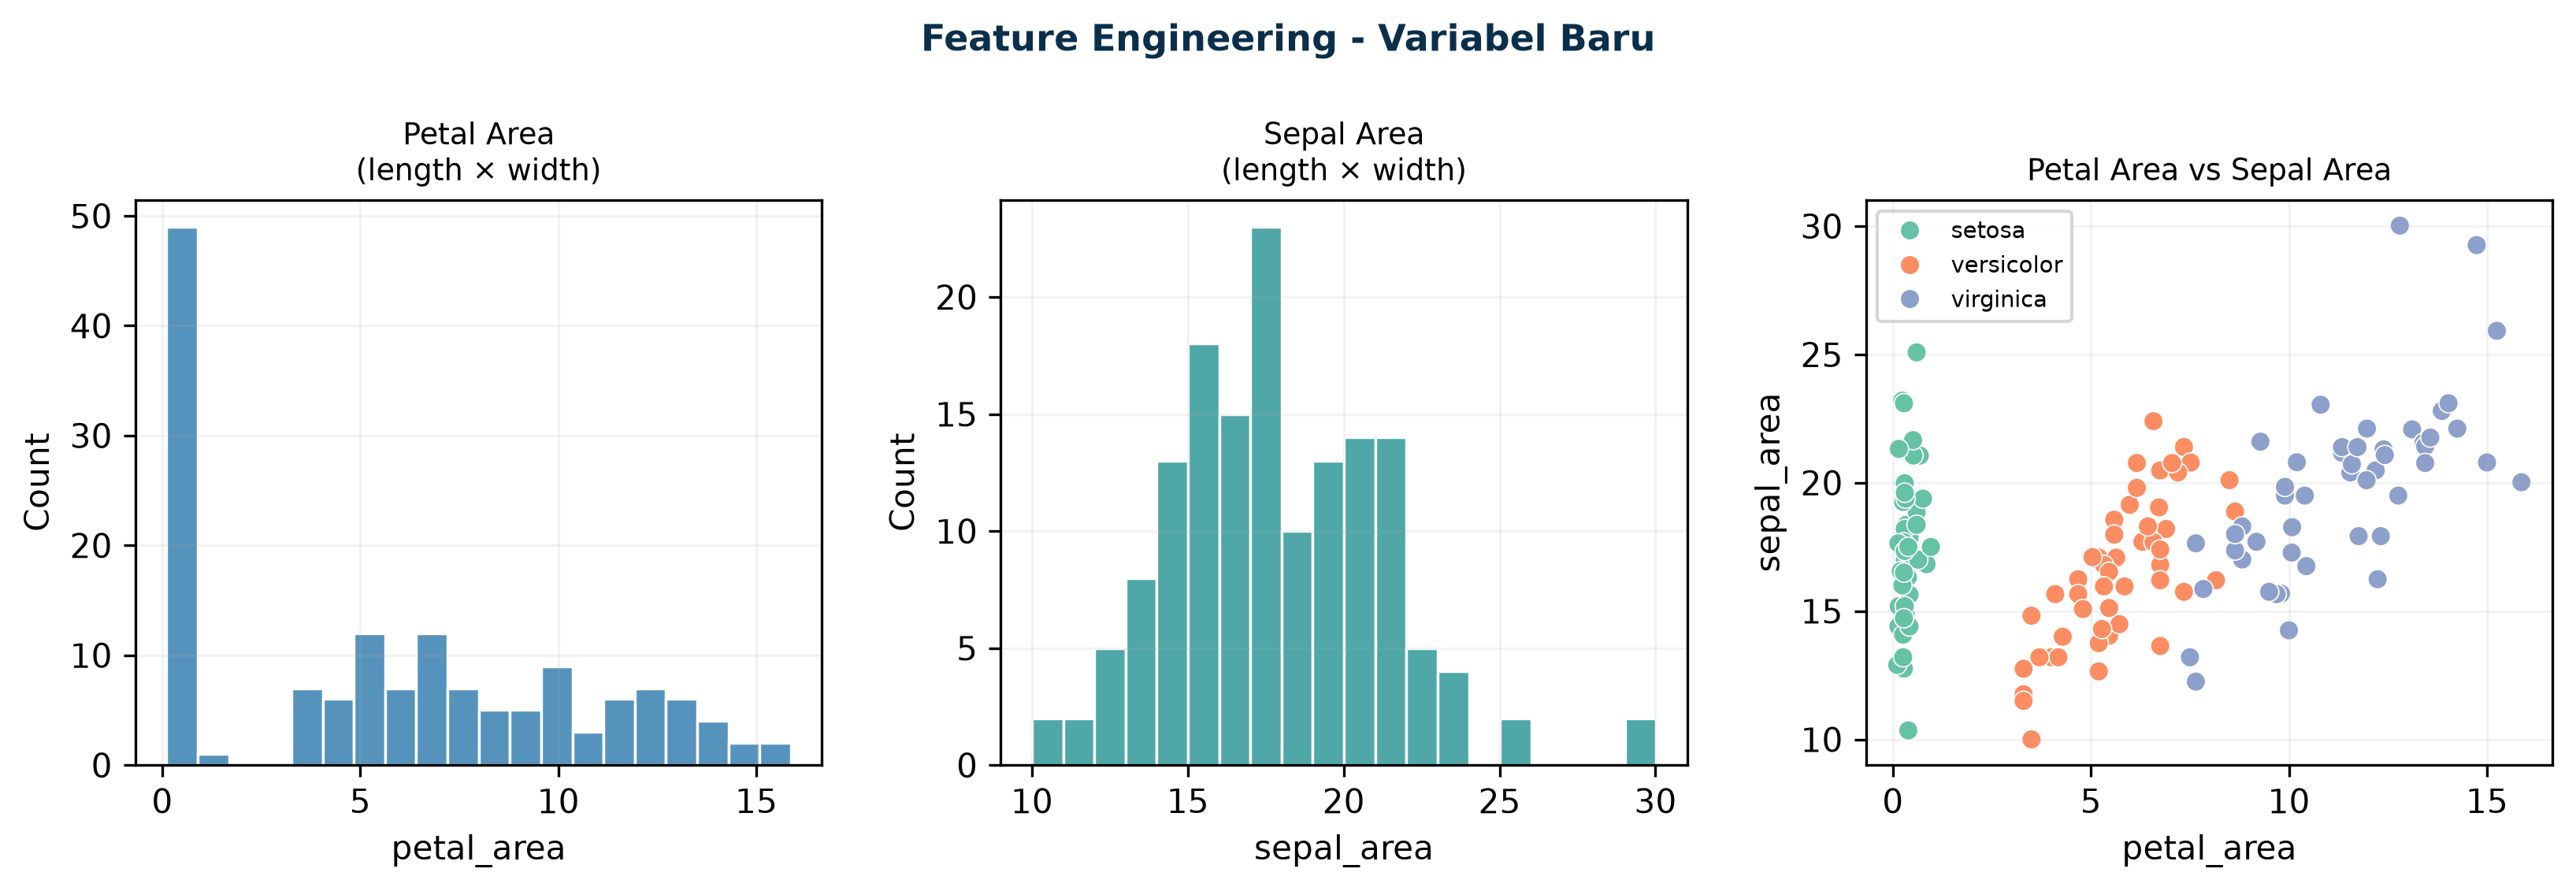 Feature Engineering - Variabel Baru
Petal Area
(length × width)
50
40
30
20
10
0
Count
0 5 10 15
petal_area
Sepal Area
(length × width)
20
15
10
5
0
Count
10 15 20 25 30
sepal_area
Petal Area vs Sepal Area
setosa
versicolor
virginica
30
25
20
15
10
sepal_area
0 5 10 15
petal_area